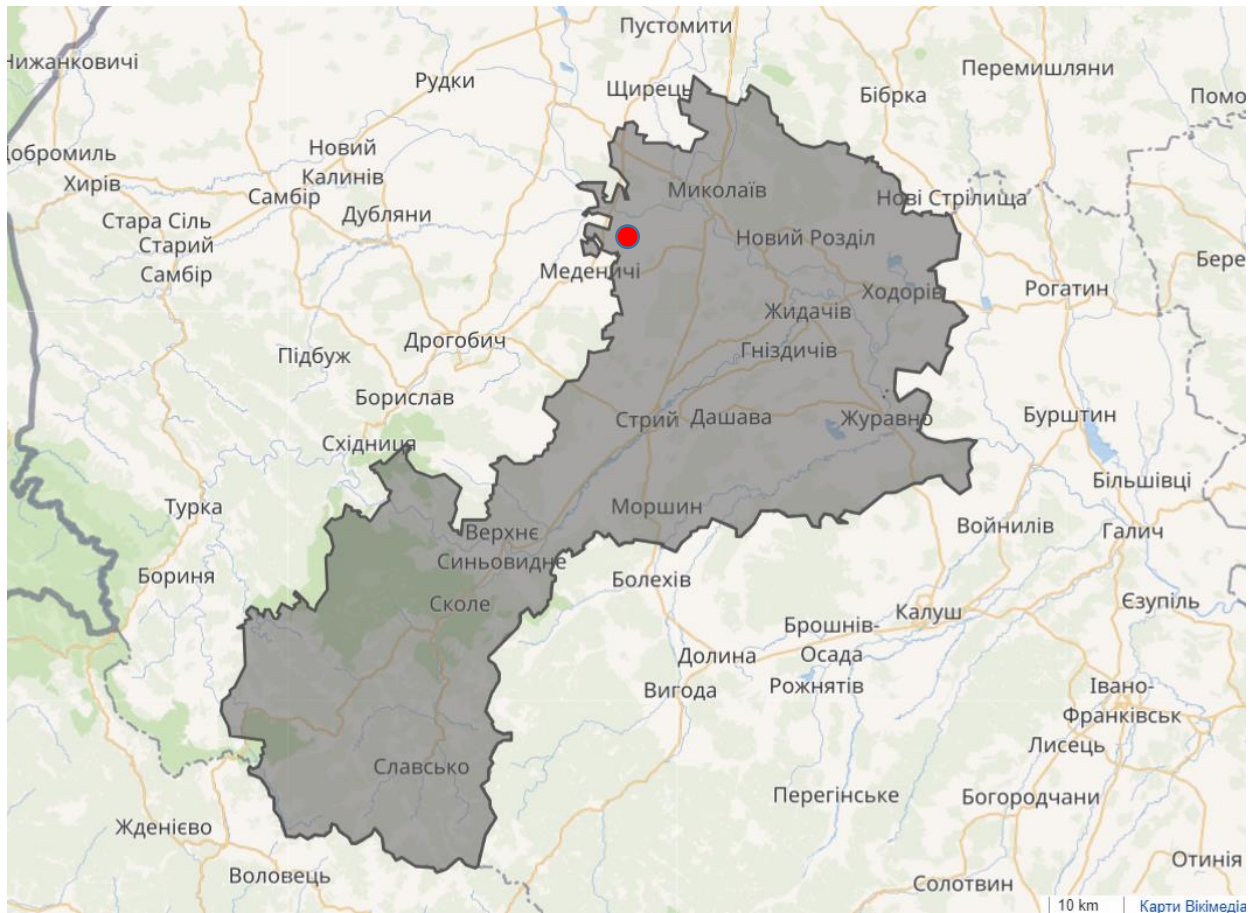 Пустомити
Нижанковичі
Перемишляни
Рудки
Щирець
Бібрка
Помо
Добромиль
Новий
Калинів
Хирів
Самбір
Миколаїв
Нові Стрілища
Дубляни
Стара Сіль
Старий
Самбір
Новий Розділ
Бере
Меденичі
Ходорів
Рогатин
Жидачів
Дрогобич
Гніздичів
Підбуж
Борислав
Стрий
Дашава
Журавно
Бурштин
Східниця
Більшівці
Турка
Моршин
Войнилів
Галич
Верхнє
Синьовидне
Бориня
Болехів
Сколе
Калуш
Єзупіль
Брошнів-
Осада
Долина
Вигода
Рожнятів
Івано-
Франківськ
Лисець
Славсько
Перегінське
Богородчани
Жденієво
Воловець
Отинія
Солотвин
10 km
Карти Вікімедіа